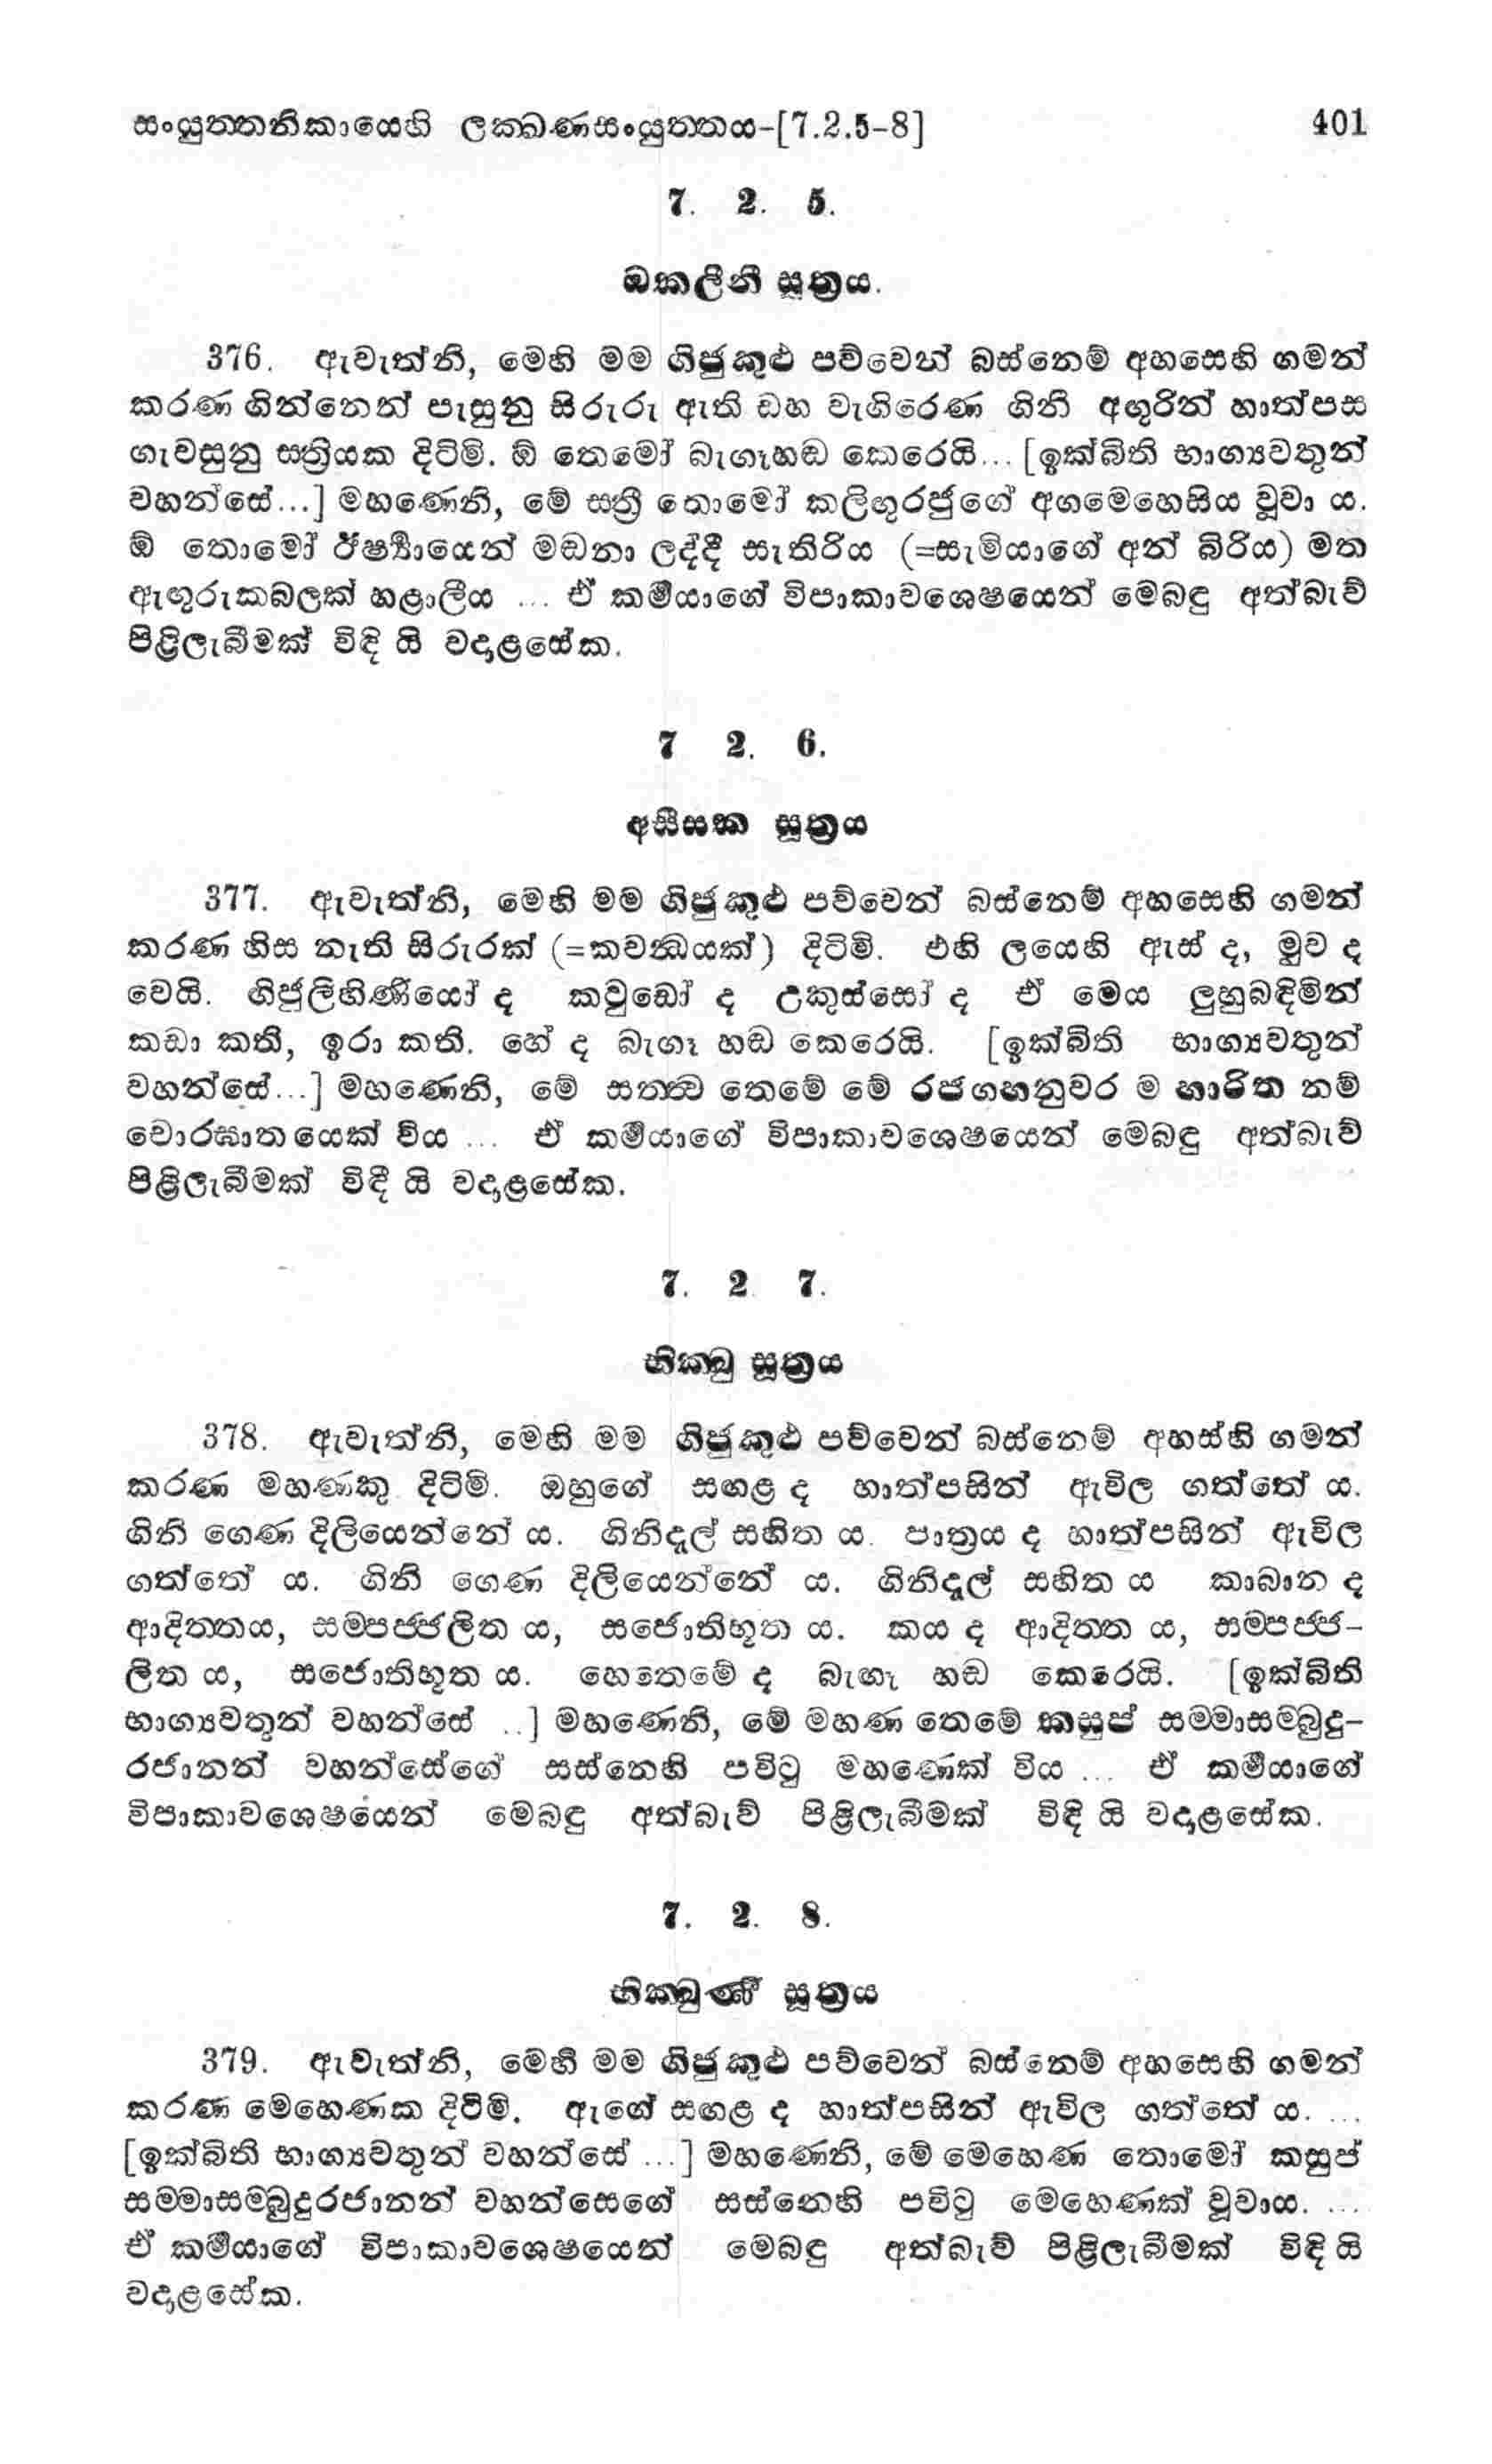 සංයුත්තනිකායෙහි ලක්ඛණසංයුත්තය-[7.2.5-8] 401
7. 2. 5.
ඔකලිනී සූත්‍රය.
376. ඇවැත්නි, මෙහි මම ගිජුකුළු පව්වෙන් බස්නෙම් අහසෙහි ගමන්
කරණ ගින්නෙන් පැසුනු සිරුරු ඇති ඩහ වැගිරෙණ ගිනි අඟුරින් හාත්පස
ගැවසුනු ස්ත්‍රියක දිටිමි. ඕ තොමෝ බැගෑහඬ කෙරෙයි... [ඉක්බිති භාග්‍යවතුන්
වහන්සේ...] මහණෙනි, මේ ස්ත්‍රී තොමෝ කලිඟුරජුගේ අගමෙහෙසිය වූවා ය.
ඕ තොමෝ ඊර්ෂ්‍යායෙන් මඩනා ලද්දී සැතිරිය (=සැමියාගේ අන් බිරිය) මත
ඇඟුරුකබලක් හළාලීය ... ඒ කර්මයාගේ විපාකාවශෙෂයෙන් මෙබඳු අත්බැව්
පිළිලැබීමක් විඳි යි වදාළසේක.
7 2. 6.
අසීසක සූත්‍රය
377. ඇවැත්නි, මෙහි මම ගිජුකුළු පව්වෙන් බස්නෙම් අහසෙහි ගමන්
කරණ හිස නැති සිරුරක් (=කවන්ධයක්) දිටිමි. එහි ලයෙහි ඇස් ද, මුව ද
වෙයි. ගිජුලිහිණියෝ ද කවුඩෝ ද උකුස්සෝ ද ඒ මෙය ලුහුබඳිමින්
කඩා කති, ඉරා කති. හේ ද බැගෑ හඬ කෙරෙයි. [ඉක්බිති භාග්‍යවතුන්
වහන්සේ...] මහණෙනි, මේ සත්ත්ව තෙමේ මේ රජගහනුවර ම හාරිත නම්
චොරඝාතයෙක් විය ... ඒ කර්මයාගේ විපාකාවශෙෂයෙන් මෙබඳු අත්බැව්
පිළිලැබීමක් විඳී යි වදාළසේක.
7. 2 7.
භික්ඛු සූත්‍රය
378. ඇවැත්නි, මෙහි මම ගිජුකුළු පව්වෙන් බස්නෙම් අහස්හි ගමන්
කරණ මහණකු දිටිමි. ඔහුගේ සඟළ ද හාත්පසින් ඇවිල ගත්තේ ය.
ගිනි ගෙණ දිලියෙන්නේ ය. ගිනිදැල් සහිත ය. පාත්‍රය ද හාත්පසින් ඇවිල
ගත්තේ ය. ගිනි ගෙණ දිලියෙන්නේ ය. ගිනිදැල් සහිත ය කාබාන ද
ආදිත්තය, සම්පජ්ජලිත ය, සජොතිභූත ය. කය ද ආදිත්ත ය, සම්පජ්ජ-
ලිත ය, සජොතිභූත ය. හෙතෙමේ ද බැඟෑ හඬ කෙරෙයි. [ඉක්බිති
භාග්‍යවතුන් වහන්සේ ..] මහණෙනි, මේ මහණ තෙමේ කසුප් සම්මාසම්බුදු-
රජානන් වහන්සේගේ සස්නෙහි පවිටු මහණෙක් විය ... ඒ කර්මයාගේ
විපාකාවශෙෂයෙන් මෙබඳු අත්බැව් පිළිලැබීමක් විඳි යි වදාළසේක.
7. 2. 8.
භික්ඛුණී සූත්‍රය
379. ඇවැත්නි, මෙහි මම ගිජුකුළු පව්වෙන් බස්නෙම් අහසෙහි ගමන්
කරණ මෙහෙණක දිටිමි. ඇගේ සඟළ ද හාත්පසින් ඇවිල ගත්තේ ය. ...
[ඉක්බිති භාග්‍යවතුන් වහන්සේ ...] මහණෙනි, මේ මෙහෙණ තොමෝ කසුප්
සම්මාසම්බුදුරජානන් වහන්සෙගේ සස්නෙහි පවිටු මෙහෙණක් වූවාය. ...
ඒ කර්මයාගේ විපාකාවශෙෂයෙන් මෙබඳු අත්බැව් පිළිලැබීමක් විඳි යි
වදාළසේක.